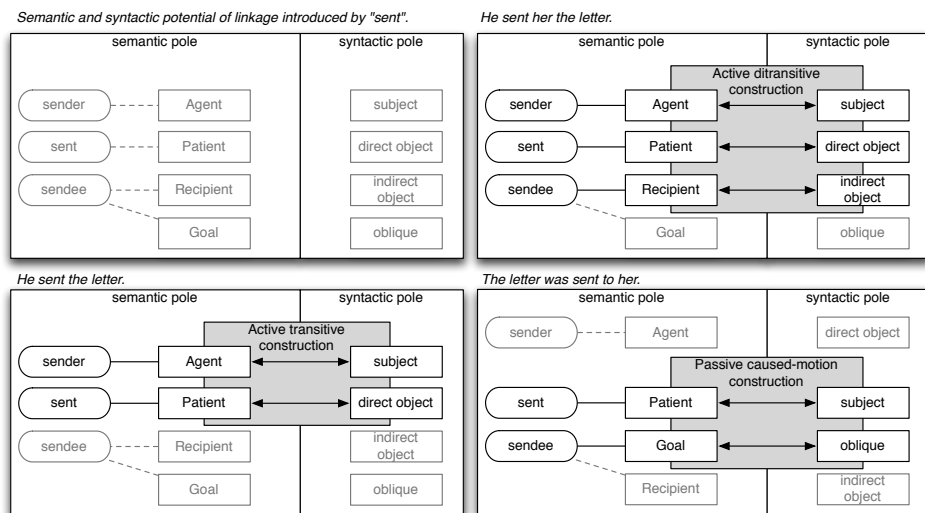 Semantic and syntactic potential of linkage introduced by "sent".
semantic pole
syntactic pole
sender
Agent
subject
sent
Patient
direct object
sendee
Recipient
indirect
object
Goal
oblique
He sent her the letter.
semantic pole
syntactic pole
Active ditransitive
construction
sender
Agent
subject
sent
Patient
direct object
sendee
Recipient
indirect
object
Goal
oblique
He sent the letter.
semantic pole
syntactic pole
Active transitive
construction
sender
Agent
subject
sent
Patient
direct object
sendee
Recipient
indirect
object
Goal
oblique
The letter was sent to her.
semantic pole
syntactic pole
sender
Agent
direct object
Passive caused-motion
construction
sent
Patient
subject
sendee
Goal
oblique
Recipient
indirect
object